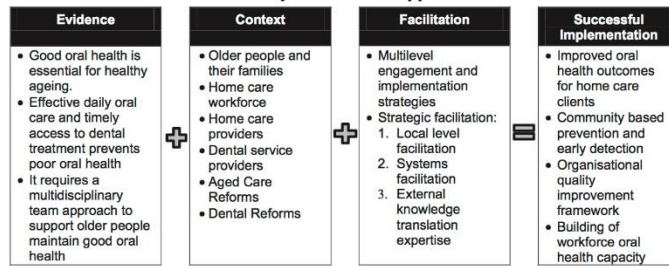 Evidence
• Good oral health is
essential for healthy
ageing.
• Effective daily oral
care and timely
access to dental
treatment prevents
poor oral health
• It requires a
multidisciplinary
team approach to
support older people
maintain good oral
health
+
Context
• Older people and
their families
• Home care
workforce
• Home care
providers
• Dental service
providers
• Aged Care
Reforms
• Dental Reforms
+
Facilitation
• Multilevel
engagement and
implementation
strategies
• Strategic facilitation:
1. Local level
facilitation
2. Systems
facilitation
3. External
knowledge
translation
expertise
=
Successful
Implementation
• Improved oral
health outcomes
for home care
clients
• Community based
prevention and
early detection
• Organisational
quality
improvement
framework
• Building of
workforce oral
health capacity